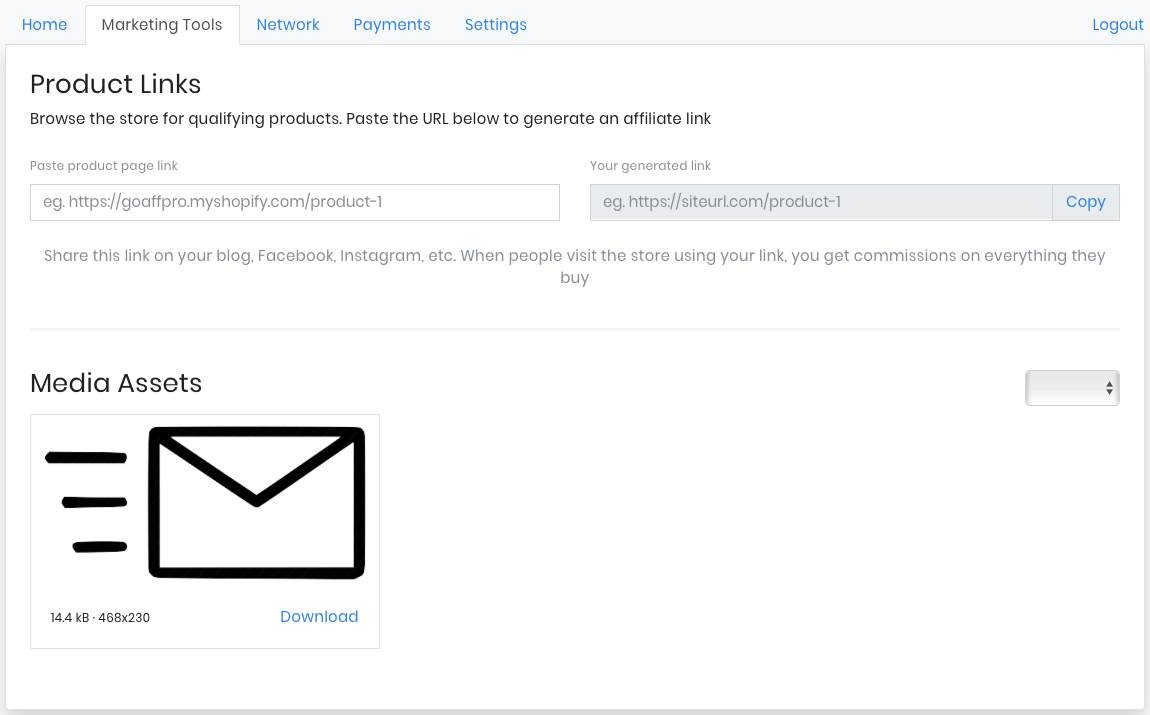 Home Marketing Tools Network Payments Settings Logout
Product Links
Browse the store for qualifying products. Paste the URL below to generate an affiliate link
Paste product page link
eg. https://goaffpro.myshopify.com/product-1
Your generated link
eg. https://siteurl.com/product-1 Copy
Share this link on your blog, Facebook, Instagram, etc. When people visit the store using your link, you get commissions on everything they
buy
Media Assets
14.4 kB · 468x230 Download